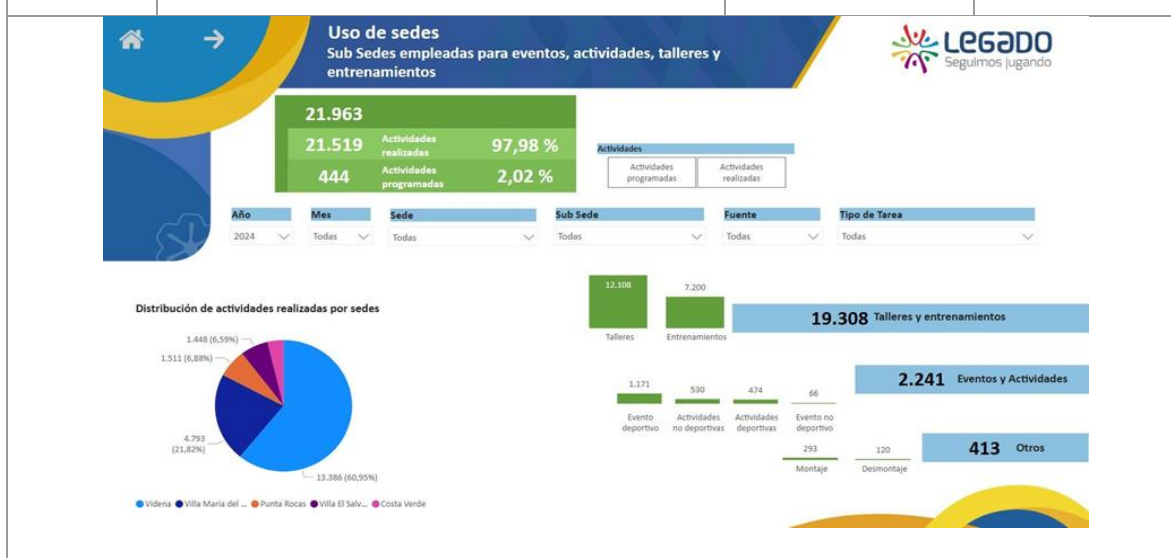 Uso de sedes
Sub Sedes empleadas para eventos, actividades, talleres y
entrenamientos
LEGADO
Seguimos jugando
21.963
21.519 Actividades realizadas 97,98 %
444 Actividades programadas 2,02 %
Actividades
Actividades programadas
Actividades realizadas
Año Mes Sede Sub Sede Fuente Tipo de Tarea
2024 Todas Todas Todas Todas Todas
Distribución de actividades realizadas por sedes
1.448 (6,59%)
1.511 (6,88%)
4.793
(21,82%)
13.386 (60,95%)
Videna Villa María del ... Punta Rocas Villa El Salv... Costa Verde
12.108 7.200
Talleres Entrenamientos
19.308 Talleres y entrenamientos
1.171 530 474 66
Evento Actividades Actividades Evento no
deportivo no deportivas deportivas deportivo
2.241 Eventos y Actividades
293 120
Montaje Desmontaje
413 Otros